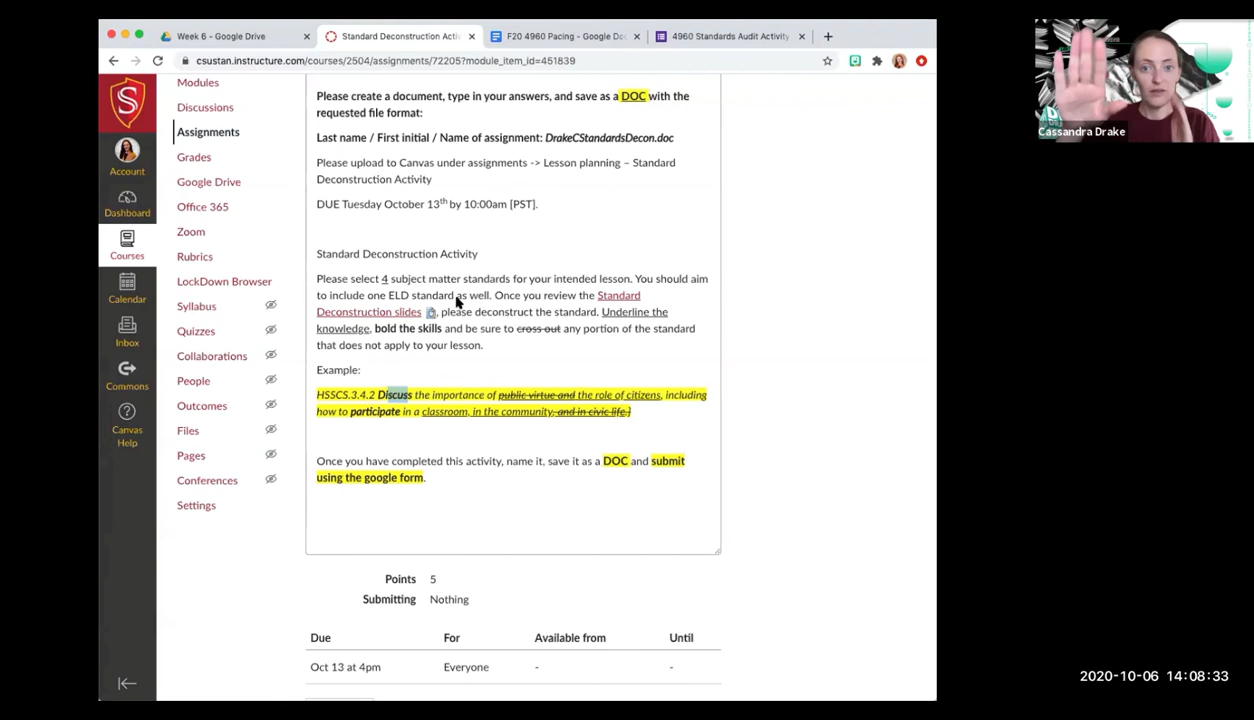 Week 6 - Google Drive
Standard Deconstruction Activ
F20 4960 Pacing - Google Doc
4960 Standards Audit Activity
csustan.instructure.com/courses/2504/assignments/72205?module_item_id=451839
Account
Dashboard
Courses
Calendar
Inbox
Commons
Canvas
Help
Modules
Discussions
Assignments
Grades
Google Drive
Office 365
Zoom
Rubrics
LockDown Browser
Syllabus
Quizzes
Collaborations
People
Outcomes
Files
Pages
Conferences
Settings
Please create a document, type in your answers, and save as a DOC with the
requested file format:
Last name / First initial / Name of assignment: DrakeCStandardsDecon.doc
Please upload to Canvas under assignments -> Lesson planning – Standard
Deconstruction Activity
DUE Tuesday October 13th by 10:00am [PST].
Standard Deconstruction Activity
Please select 4 subject matter standards for your intended lesson. You should aim
to include one ELD standard as well. Once you review the Standard
Deconstruction slides, please deconstruct the standard. Underline the
knowledge, bold the skills and be sure to cross out any portion of the standard
that does not apply to your lesson.
Example:
HSSCS.3.4.2 Discuss the importance of public virtue and the role of citizens, including
how to participate in a classroom, in the community, and in civic life.]
Once you have completed this activity, name it, save it as a DOC and submit
using the google form.
Points 5
Submitting Nothing
Due For Available from Until
Oct 13 at 4pm Everyone - -
Cassandra Drake
2020-10-06 14:08:33